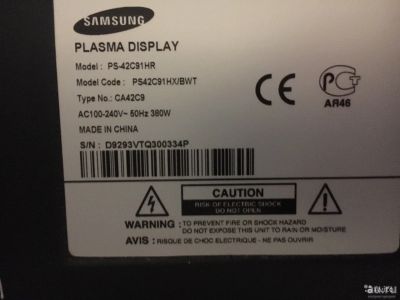 SAMSUNG
PLASMA DISPLAY
Model : PS-42C91HR
Model Code : PS42C91HX/BWT
Type No.: CA42C9
AC100-240V~ 50Hz 380W
MADE IN CHINA
S/N : D9293VTQ300334P
CE
AR46
CAUTION
RISK OF ELECTRIC SHOCK
DO NOT OPEN
WARNING : TO PREVENT FIRE OR SHOCK HAZARD
DO NOT EXPOSE THIS UNIT TO RAIN OR MOISTURE
AVIS : RISQUE DE CHOC ELECTRIQUE - NE PAS OUVRIR